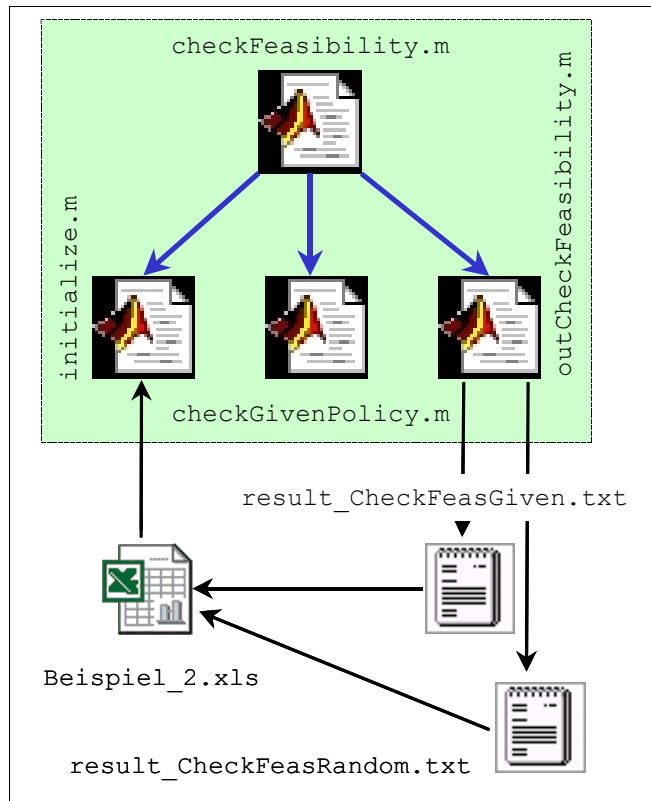 checkFeasibility.m
outCheckFeasibility.m
initialize.m
checkGivenPolicy.m
result_CheckFeasGiven.txt
Beispiel_2.xls
result_CheckFeasRandom.txt